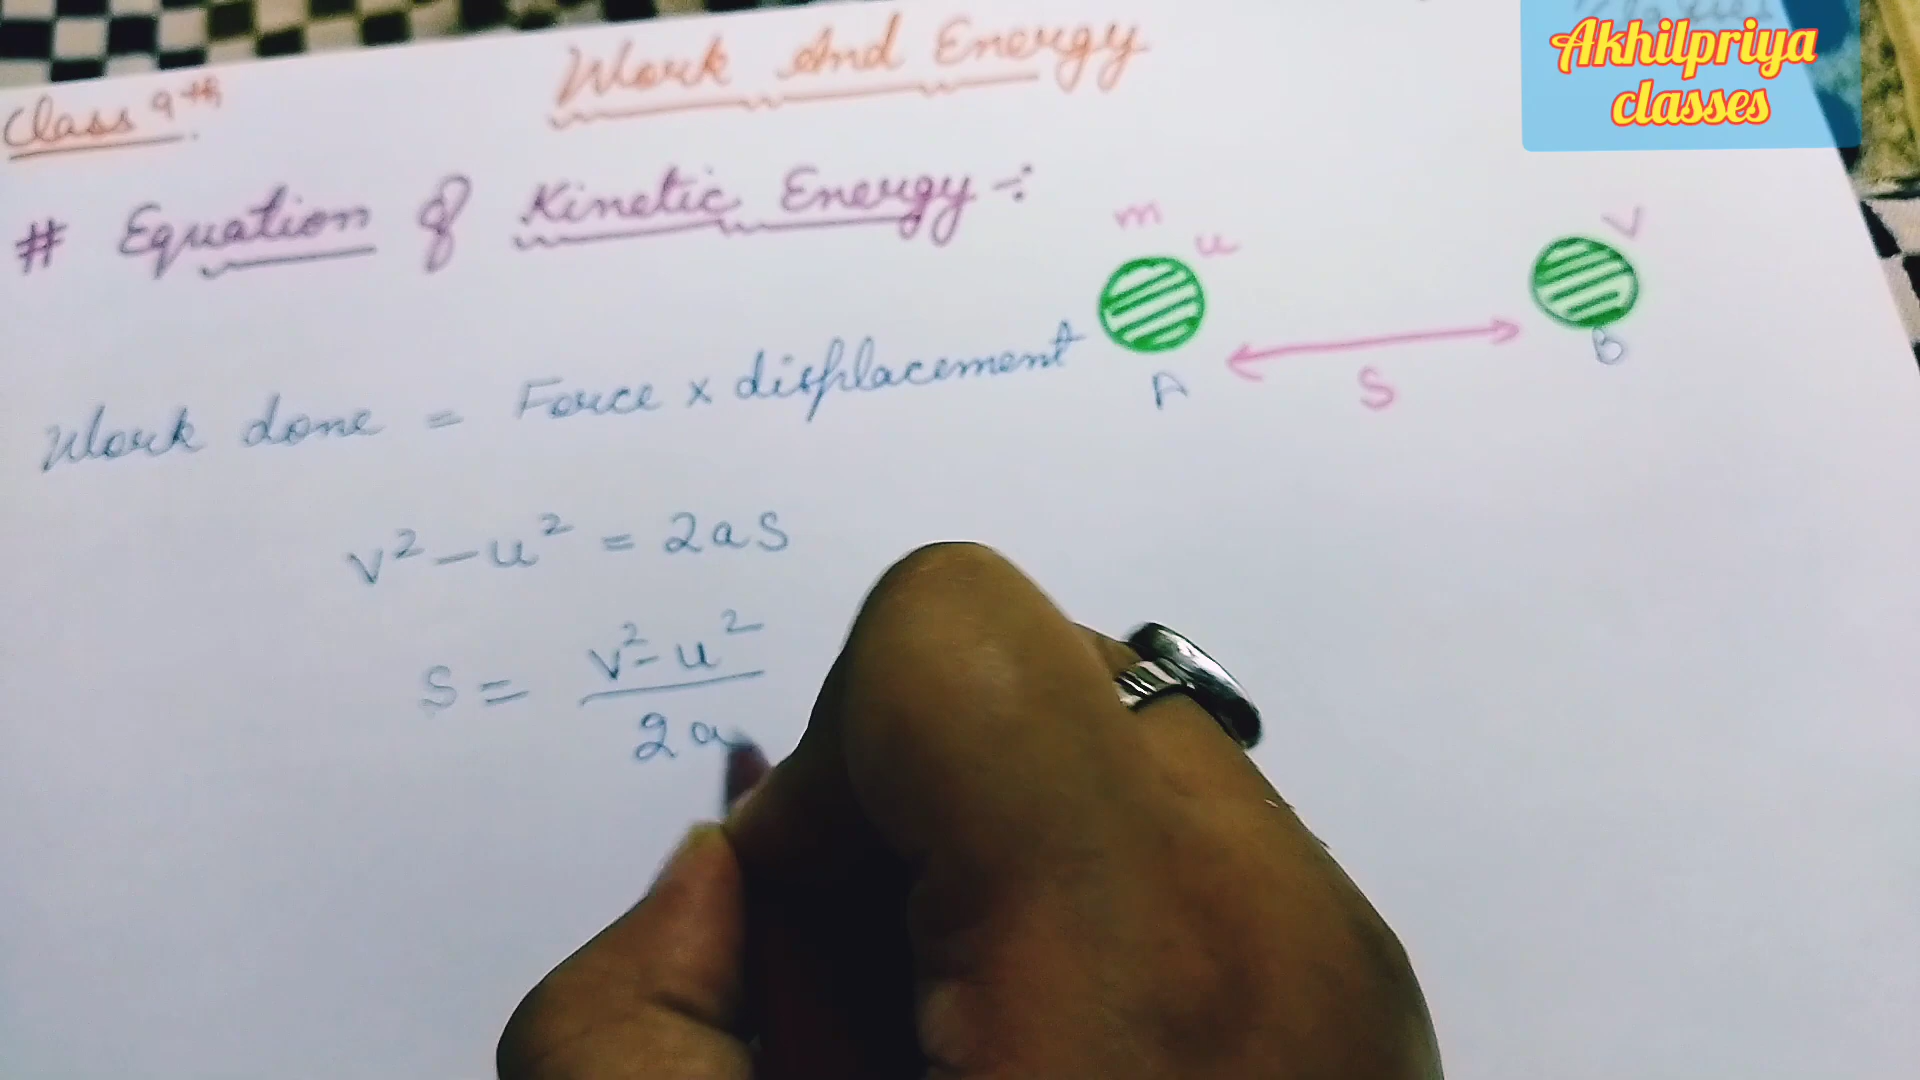 Akhilpriya
classes
Class 9th.
Work And Energy
# Equation of Kinetic Energy ÷
m
u
V
A
S
B
Work done = Force x displacement
v² - u² = 2as
S = v² - u² / 2a